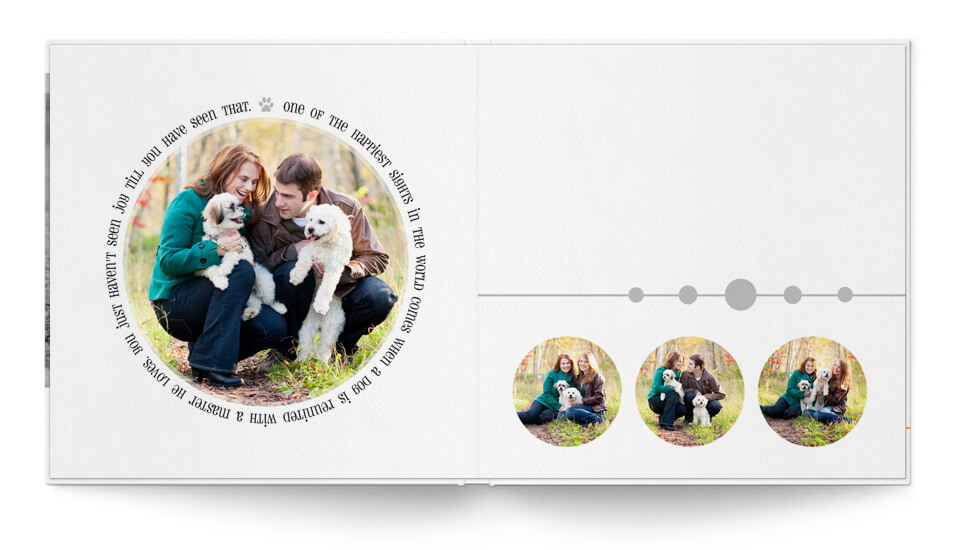 one of the happiest sights in the world comes when a dog is reunited with a master he loves. you just haven't seen joy till you have seen that.